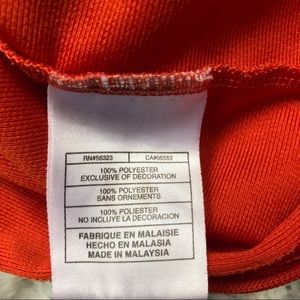 RN#56323 CA#05553
100% POLYESTER
EXCLUSIVE OF DECORATION
100% POLYESTER
SANS ORNEMENTS
100% POLIESTER
NO INCLUYE LA DECORACION
FABRIQUE EN MALAISIE
HECHO EN MALASIA
MADE IN MALAYSIA